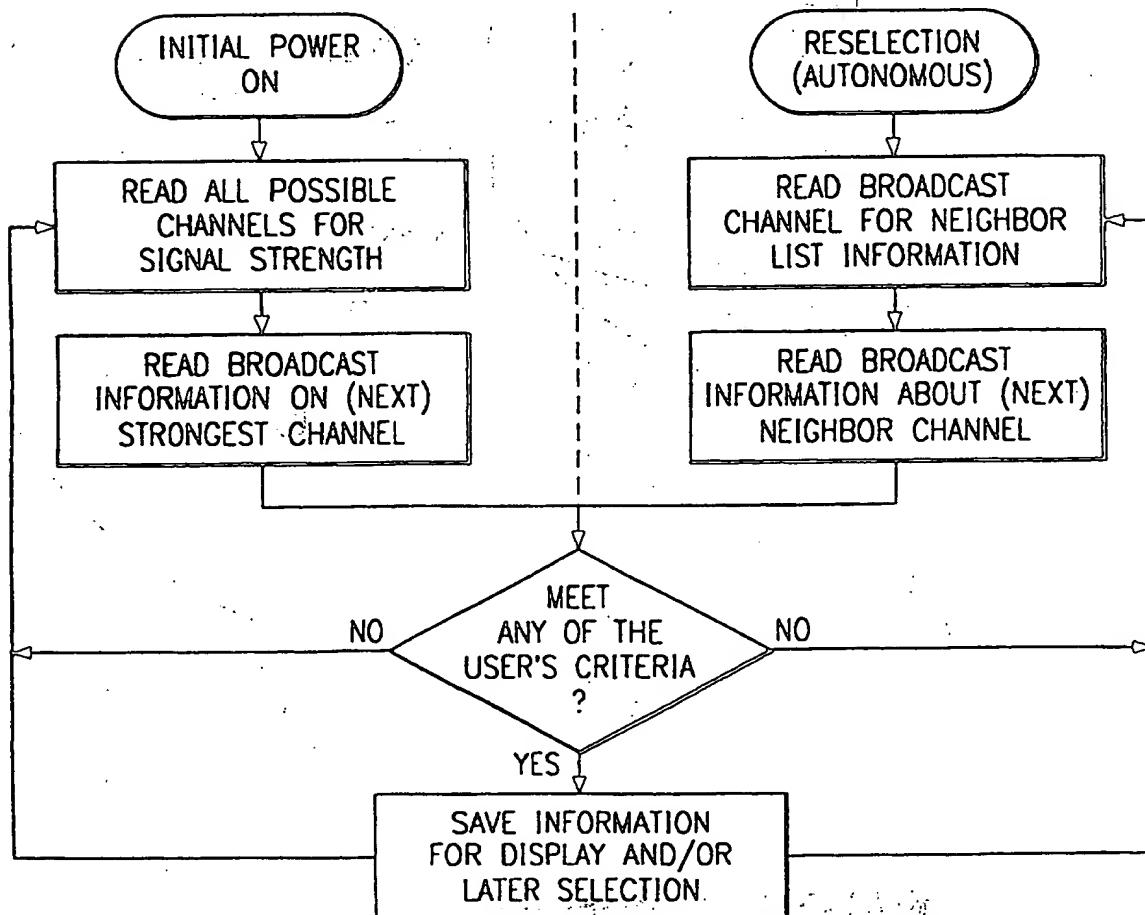 INITIAL POWER
ON
READ ALL POSSIBLE
CHANNELS FOR
SIGNAL STRENGTH
READ BROADCAST
INFORMATION ON (NEXT)
STRONGEST CHANNEL
RESELECTION
(AUTONOMOUS)
READ BROADCAST
CHANNEL FOR NEIGHBOR
LIST INFORMATION
READ BROADCAST
INFORMATION ABOUT (NEXT)
NEIGHBOR CHANNEL
MEET
ANY OF THE
USER'S CRITERIA
?
NO
NO
YES
SAVE INFORMATION
FOR DISPLAY AND/OR
LATER SELECTION